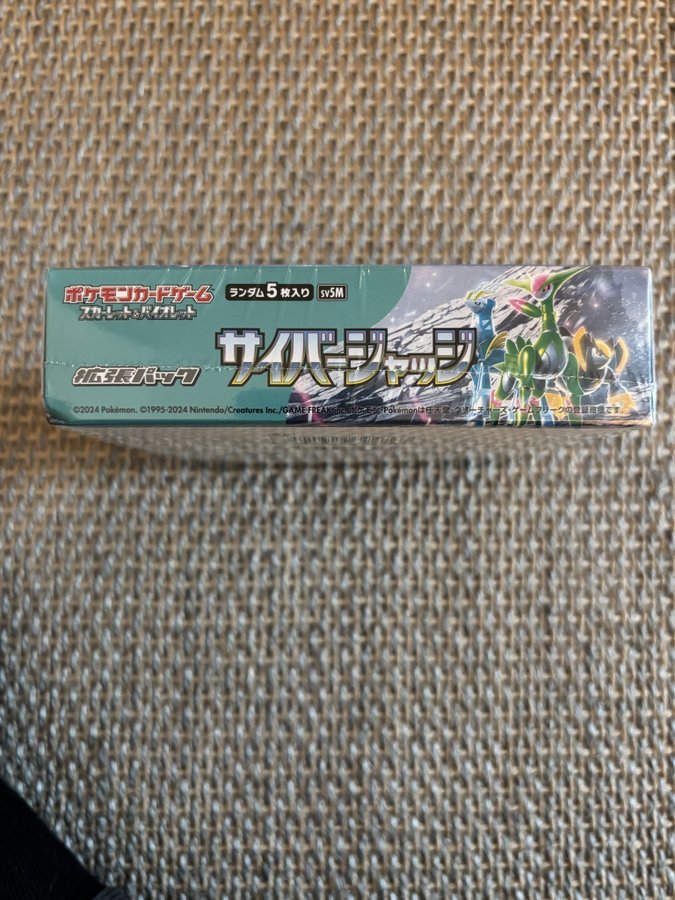 ポケモンカードゲーム
スカーレット&バイオレット
ランダム5枚入り SV5M
サイバージャッジ
拡張パック
©2024 Pokémon. ©1995-2024 Nintendo/Creatures Inc./GAME FREAK inc. ポケモン・Pokémonは任天堂・クリーチャーズ・ゲームフリークの登録商標です